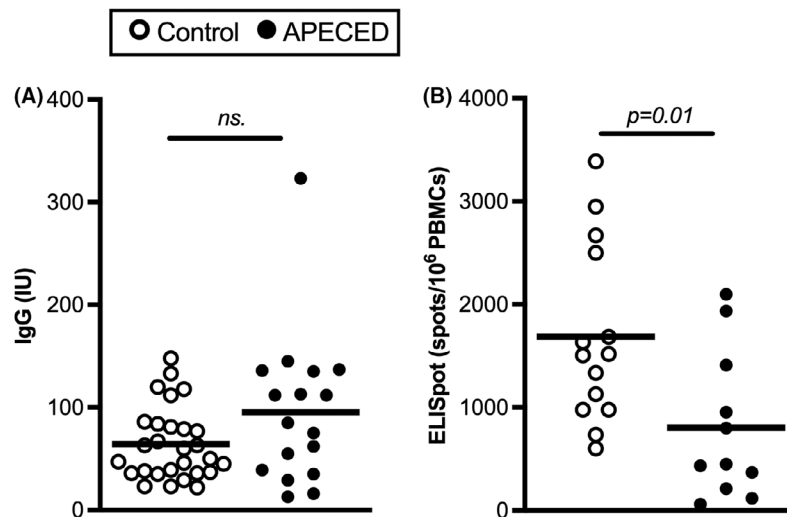 Control APECED
(A)
400
300
200
100
0
IgG (IU)
ns.
(B)
4000
3000
2000
1000
0
ELISpot (spots/10⁶ PBMCs)
p=0.01